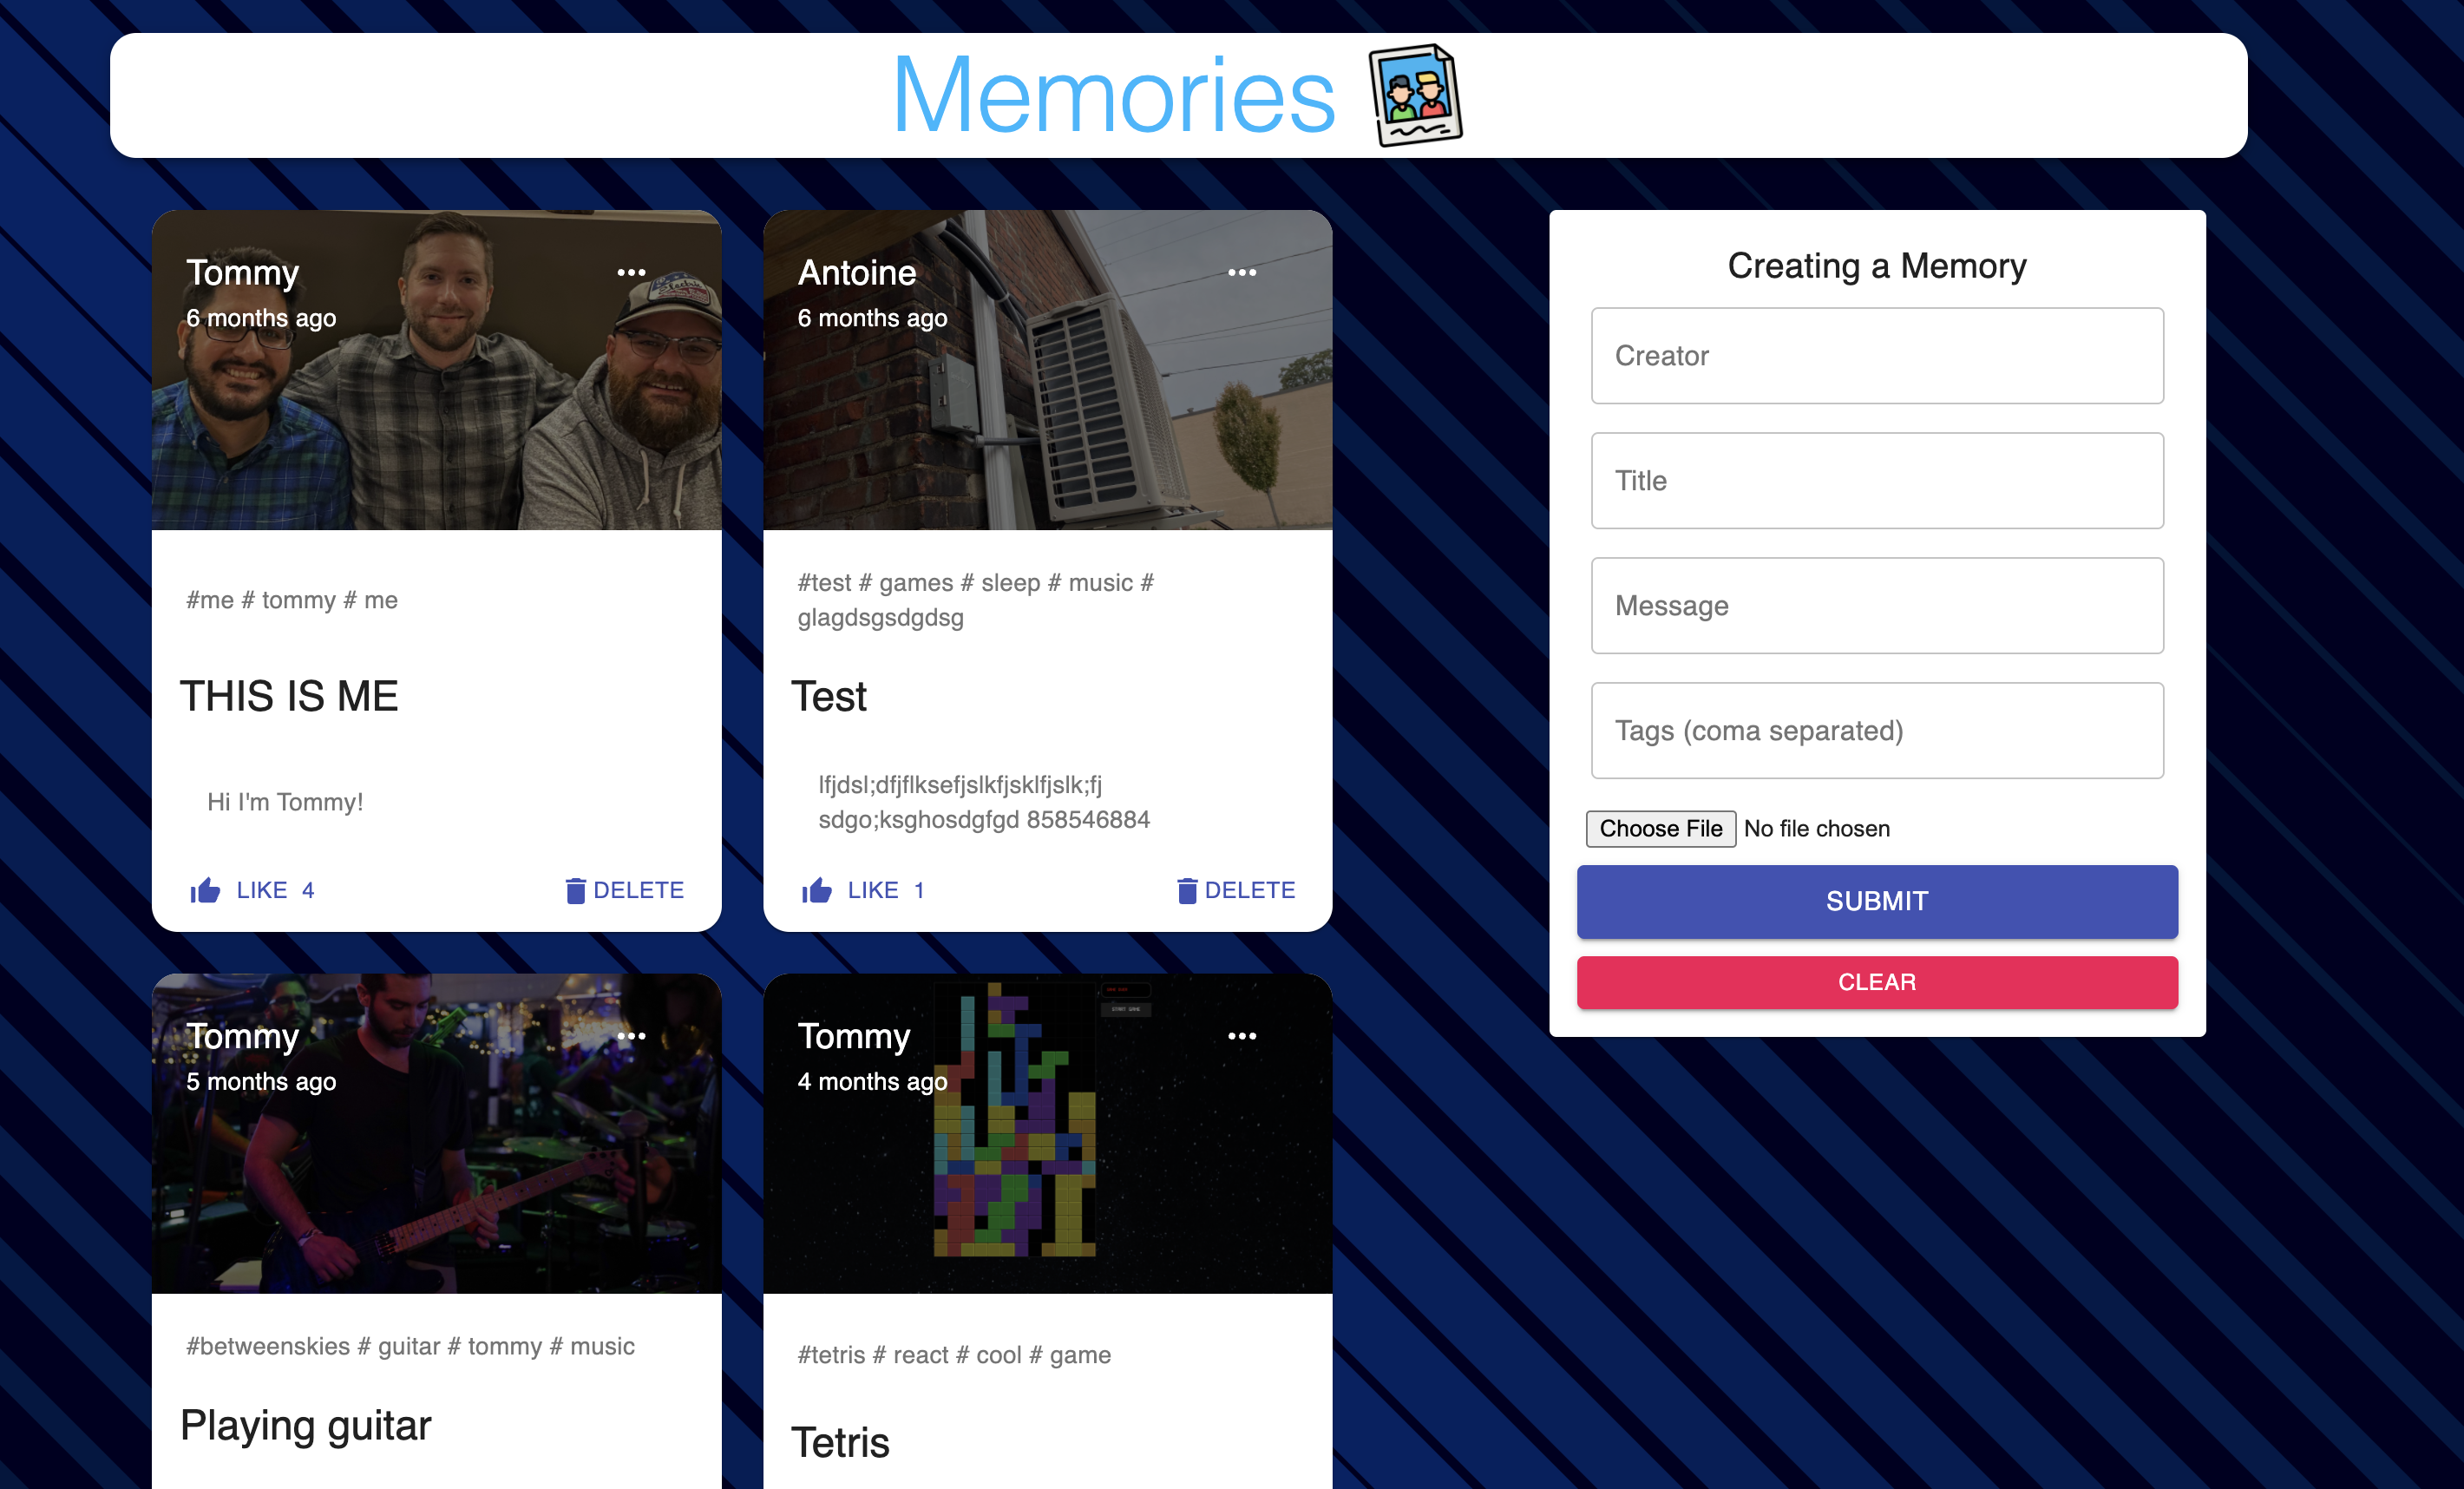 Memories
Tommy
6 months ago
#me # tommy # me
THIS IS ME
Hi I'm Tommy!
LIKE 4
DELETE
Antoine
6 months ago
#test # games # sleep # music #
glagdsgsdgdsg
Test
lfjdsl;dfjflksefjslkfjsklfjslk;fj
sdgo;ksghosdgfgd 858546884
LIKE 1
DELETE
Tommy
5 months ago
#betweenskies # guitar # tommy # music
Playing guitar
Tommy
4 months ago
START GAME
#tetris # react # cool # game
Tetris
Creating a Memory
Creator
Title
Message
Tags (coma separated)
Choose File No file chosen
SUBMIT
CLEAR